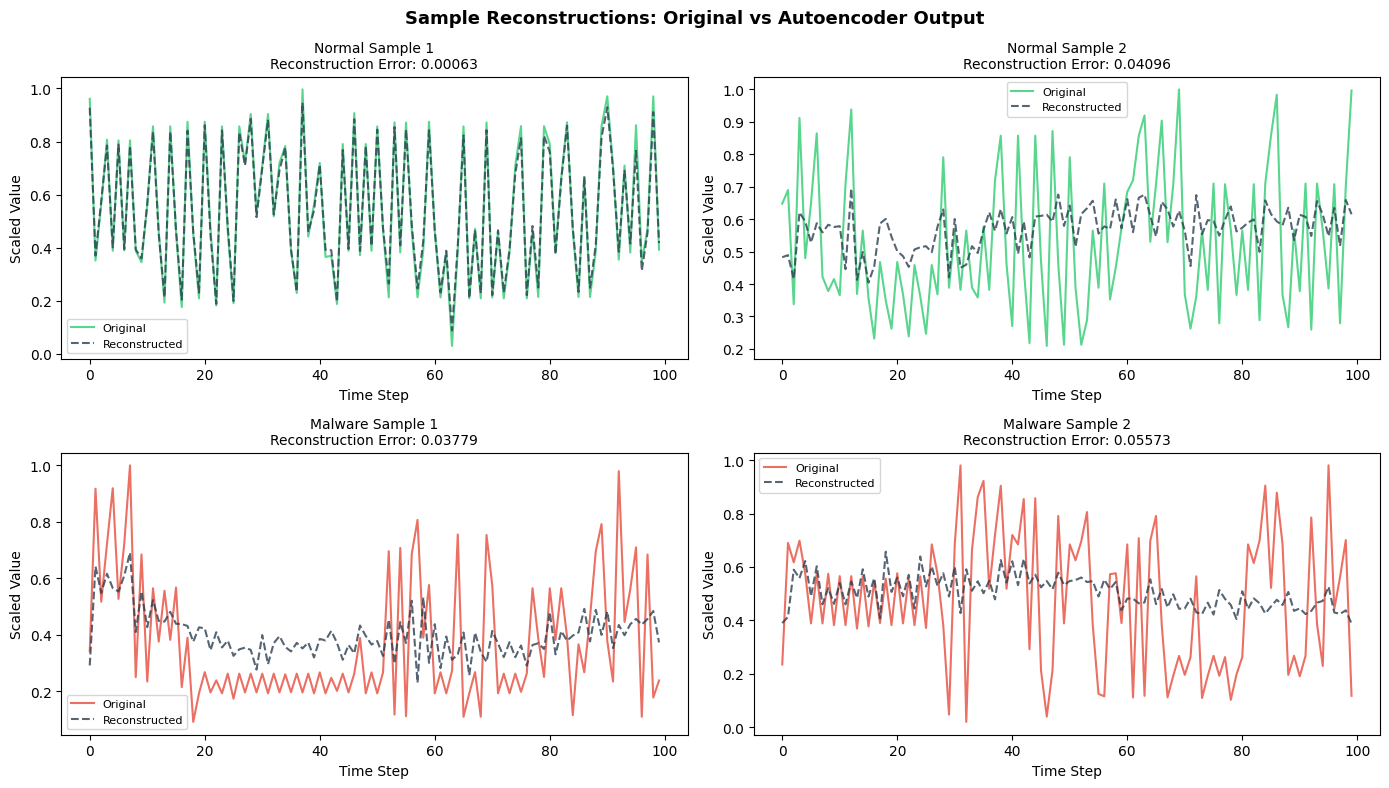 Sample Reconstructions: Original vs Autoencoder Output
Normal Sample 1
Reconstruction Error: 0.00063
Scaled Value
1.0
0.8
0.6
0.4
0.2
0.0
Original
Reconstructed
0 20 40 60 80 100
Time Step
Normal Sample 2
Reconstruction Error: 0.04096
Scaled Value
1.0
0.9
0.8
0.7
0.6
0.5
0.4
0.3
0.2
Original
Reconstructed
0 20 40 60 80 100
Time Step
Malware Sample 1
Reconstruction Error: 0.03779
Scaled Value
1.0
0.8
0.6
0.4
0.2
Original
Reconstructed
0 20 40 60 80 100
Time Step
Malware Sample 2
Reconstruction Error: 0.05573
Scaled Value
1.0
0.8
0.6
0.4
0.2
0.0
Original
Reconstructed
0 20 40 60 80 100
Time Step